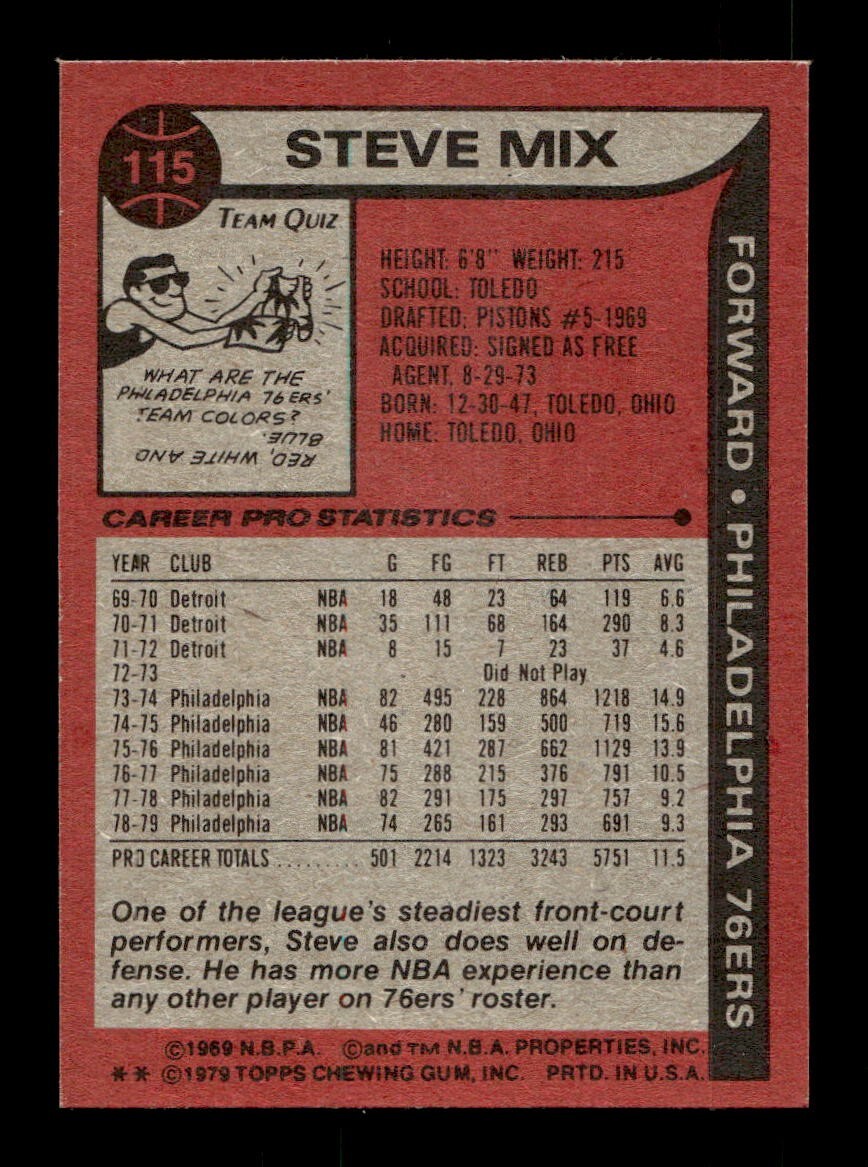 115
STEVE MIX
TEAM QUIZ
WHAT ARE THE
PHILADELPHIA 76ERS'
TEAM COLORS?
RED, WHITE AND
BLUE.
HEIGHT: 6'8" WEIGHT: 215
SCHOOL: TOLEDO
DRAFTED: PISTONS #5-1969
ACQUIRED: SIGNED AS FREE
AGENT, 8-29-73
BORN: 12-30-47, TOLEDO, OHIO
HOME: TOLEDO, OHIO
FORWARD • PHILADELPHIA 76ERS
CAREER PRO STATISTICS
YEAR CLUB G FG FT REB PTS AVG
69-70 Detroit NBA 18 48 23 64 119 6.6
70-71 Detroit NBA 35 111 68 164 290 8.3
71-72 Detroit NBA 8 15 7 23 37 4.6
72-73 Did Not Play
73-74 Philadelphia NBA 82 495 228 864 1218 14.9
74-75 Philadelphia NBA 46 280 159 500 719 15.6
75-76 Philadelphia NBA 81 421 287 662 1129 13.9
76-77 Philadelphia NBA 75 288 215 376 791 10.5
77-78 Philadelphia NBA 82 291 175 297 757 9.2
78-79 Philadelphia NBA 74 265 161 293 691 9.3
PRO CAREER TOTALS ......... 501 2214 1323 3243 5751 11.5
One of the league's steadiest front-court
performers, Steve also does well on de-
fense. He has more NBA experience than
any other player on 76ers' roster.
©1969 N.B.P.A. ©and TM N.B.A. PROPERTIES, INC.
** ©1979 TOPPS CHEWING GUM, INC. PRTD. IN U.S.A.